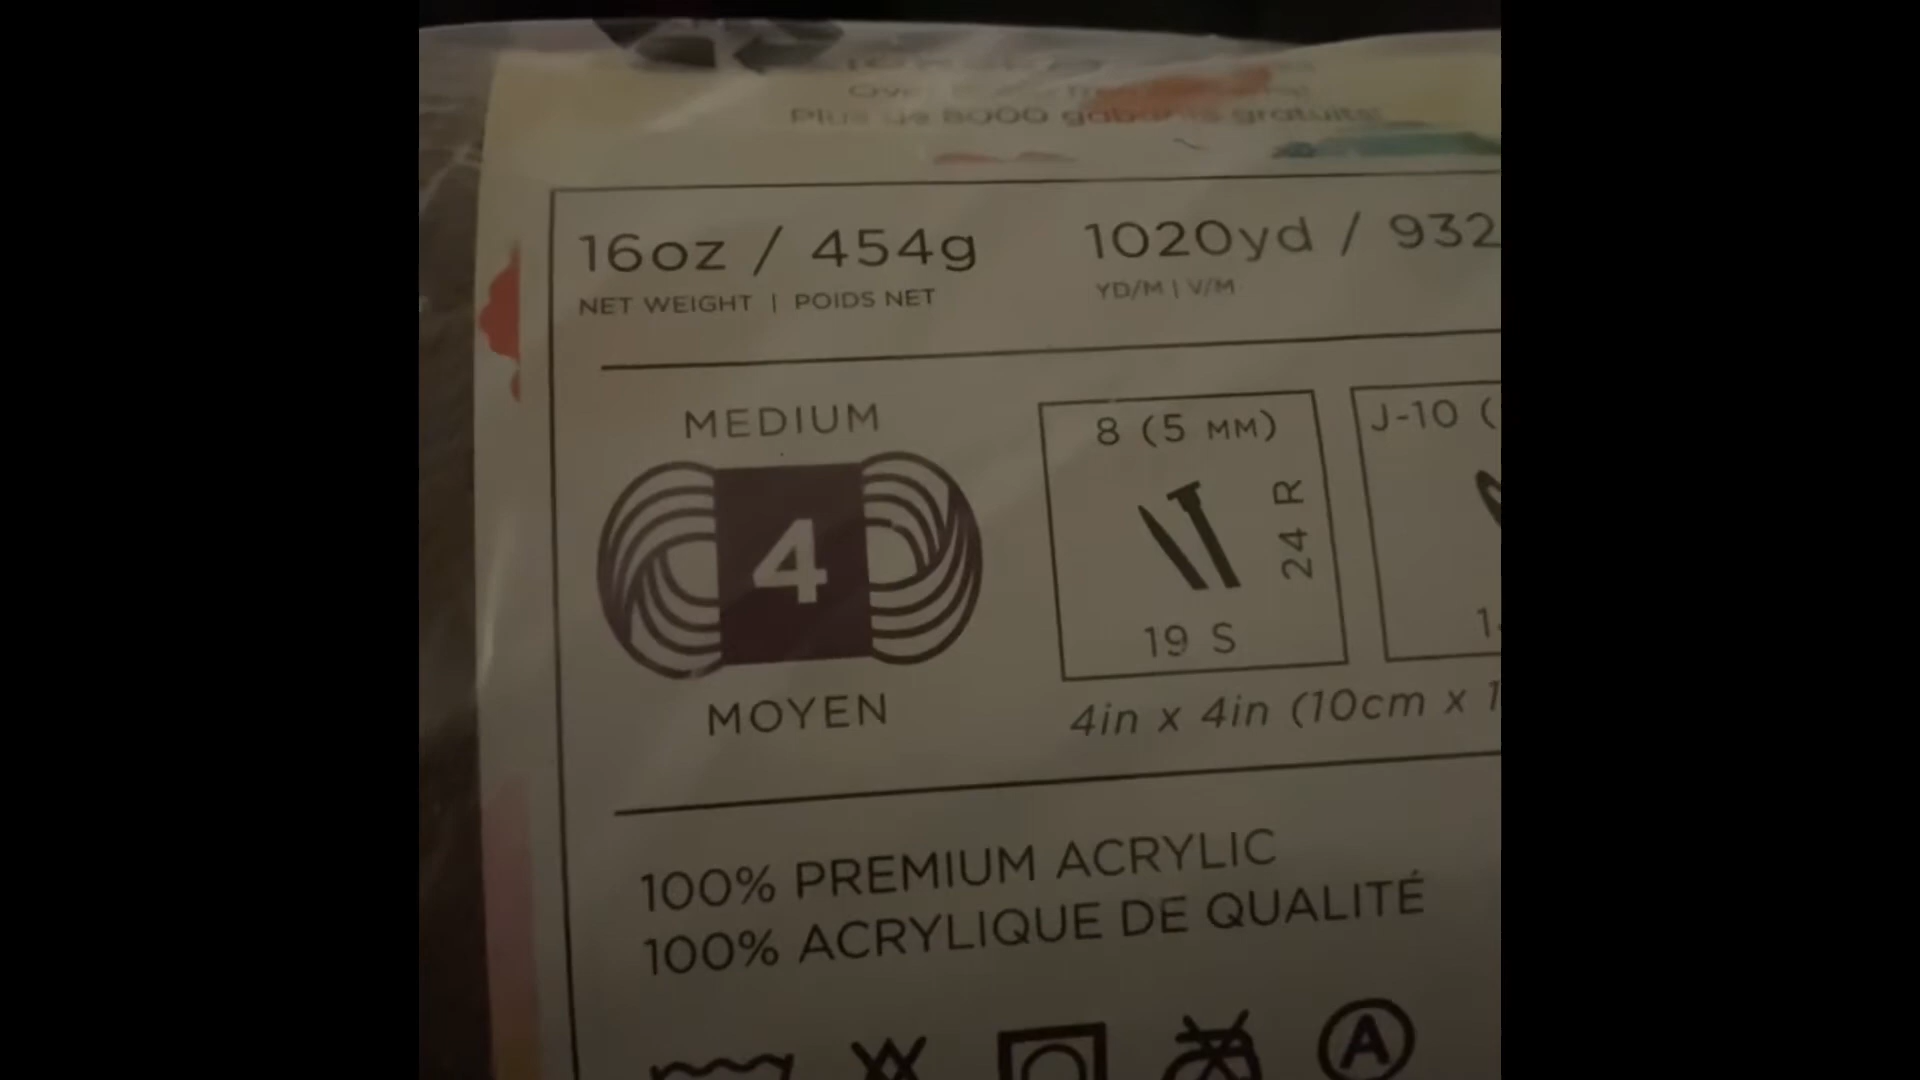 Plus de 8000 gabarits gratuits
16oz / 454g
NET WEIGHT | POIDS NET
1020yd / 932
YD/M | V/M
MEDIUM
4
MOYEN
8 (5 MM)
24 R
19 S
J-10 (
4in x 4in (10cm x 1
100% PREMIUM ACRYLIC
100% ACRYLIQUE DE QUALITÉ
A